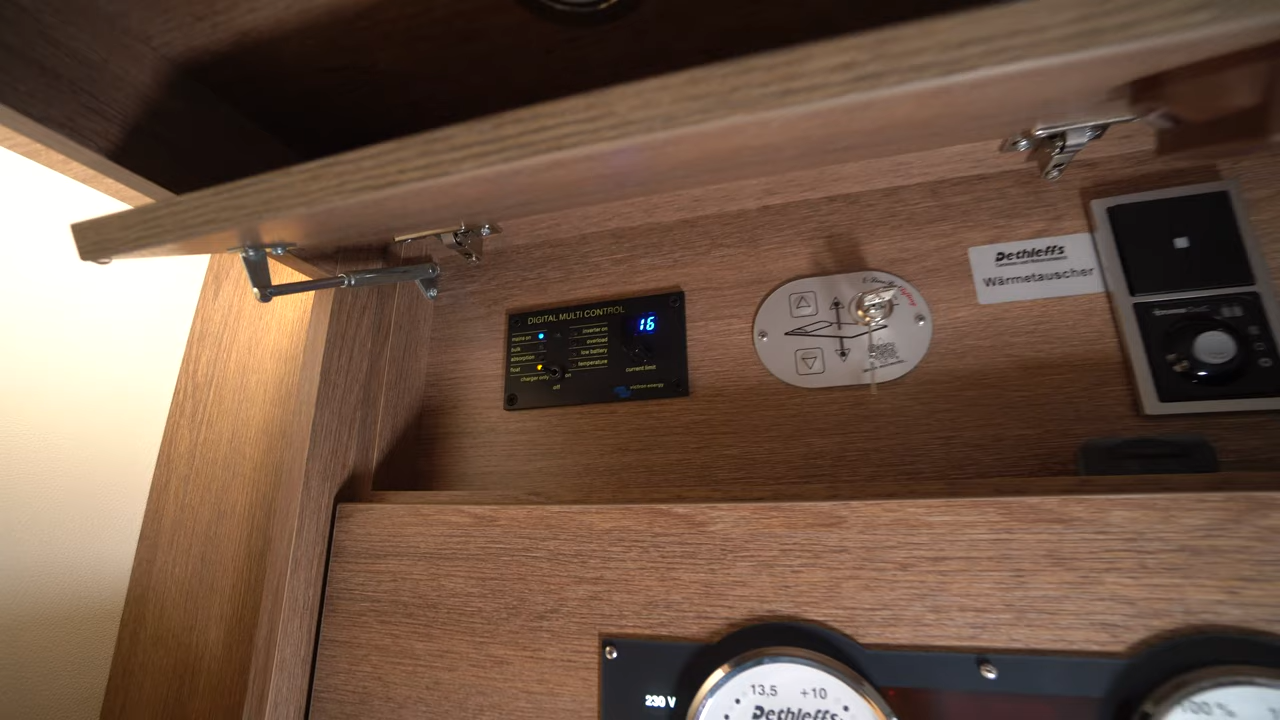 DIGITAL MULTI CONTROL
mains on
bulk
absorption
float
charger only
on
off
inverter on
overload
low battery
temperature
16
current limit
victron energy
Dethleffs
Wärmetauscher
230 V
13,5 +10
Dethleffs
100 %